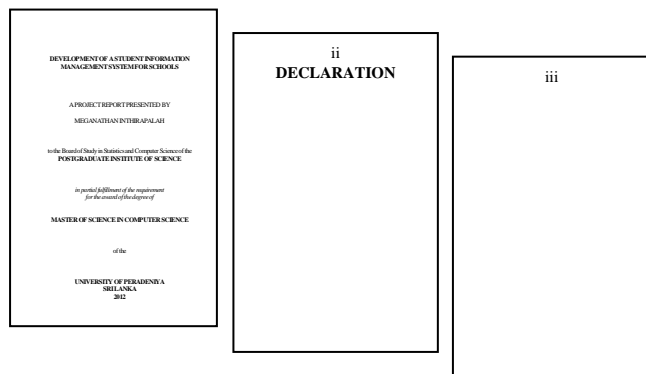 DEVELOPMENT OF A STUDENT INFORMATION
MANAGEMENT SYSTEM FOR SCHOOLS
A PROJECT REPORT PRESENTED BY
MEGANATHAN INTHIRAPALAH
to the Board of Study in Statistics and Computer Science of the
POSTGRADUATE INSTITUTE OF SCIENCE
in partial fulfillment of the requirement
for the award of the degree of
MASTER OF SCIENCE IN COMPUTER SCIENCE
of the
UNIVERSITY OF PERADENIYA
SRI LANKA
2012
ii
DECLARATION
iii